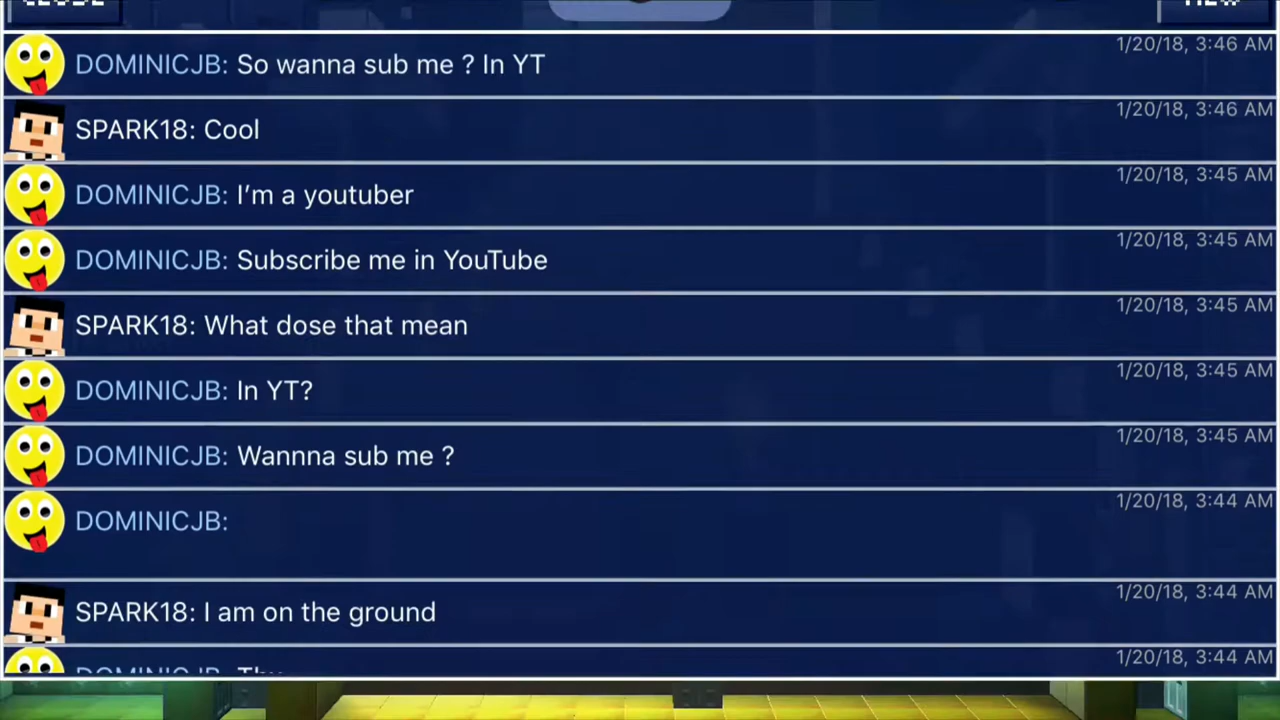 1/20/18, 3:46 AM
DOMINICJB: So wanna sub me ? In YT
1/20/18, 3:46 AM
SPARK18: Cool
1/20/18, 3:45 AM
DOMINICJB: I'm a youtuber
1/20/18, 3:45 AM
DOMINICJB: Subscribe me in YouTube
1/20/18, 3:45 AM
SPARK18: What dose that mean
1/20/18, 3:45 AM
DOMINICJB: In YT?
1/20/18, 3:45 AM
DOMINICJB: Wannna sub me ?
1/20/18, 3:44 AM
DOMINICJB:
1/20/18, 3:44 AM
SPARK18: I am on the ground
1/20/18, 3:44 AM
DOMINICJB: